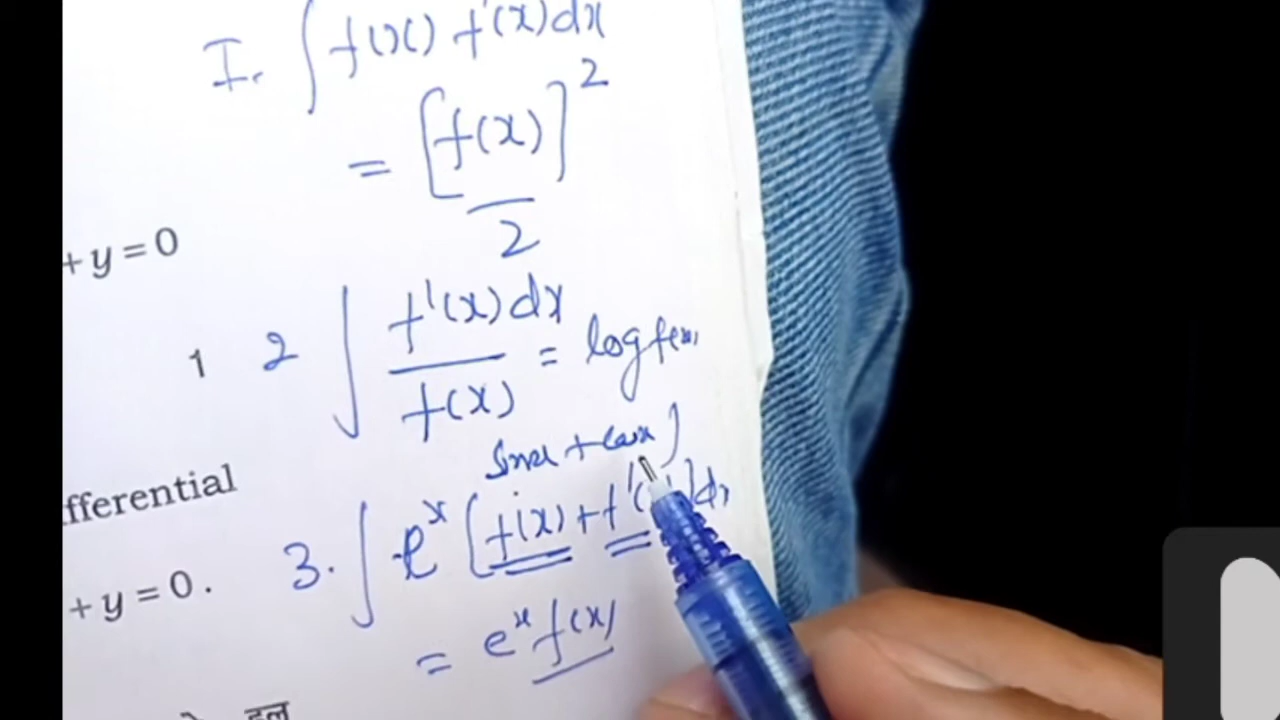 I. ∫ f(x) f'(x) dx
= [f(x)]²
2
+ y = 0
1
2 ∫ f'(x) dx / f(x) = log f(x)
sinx + cosx]
fferential
3. ∫ e^x [f(x) + f'( ] dx
+ y = 0 .
= e^x f(x)
हल